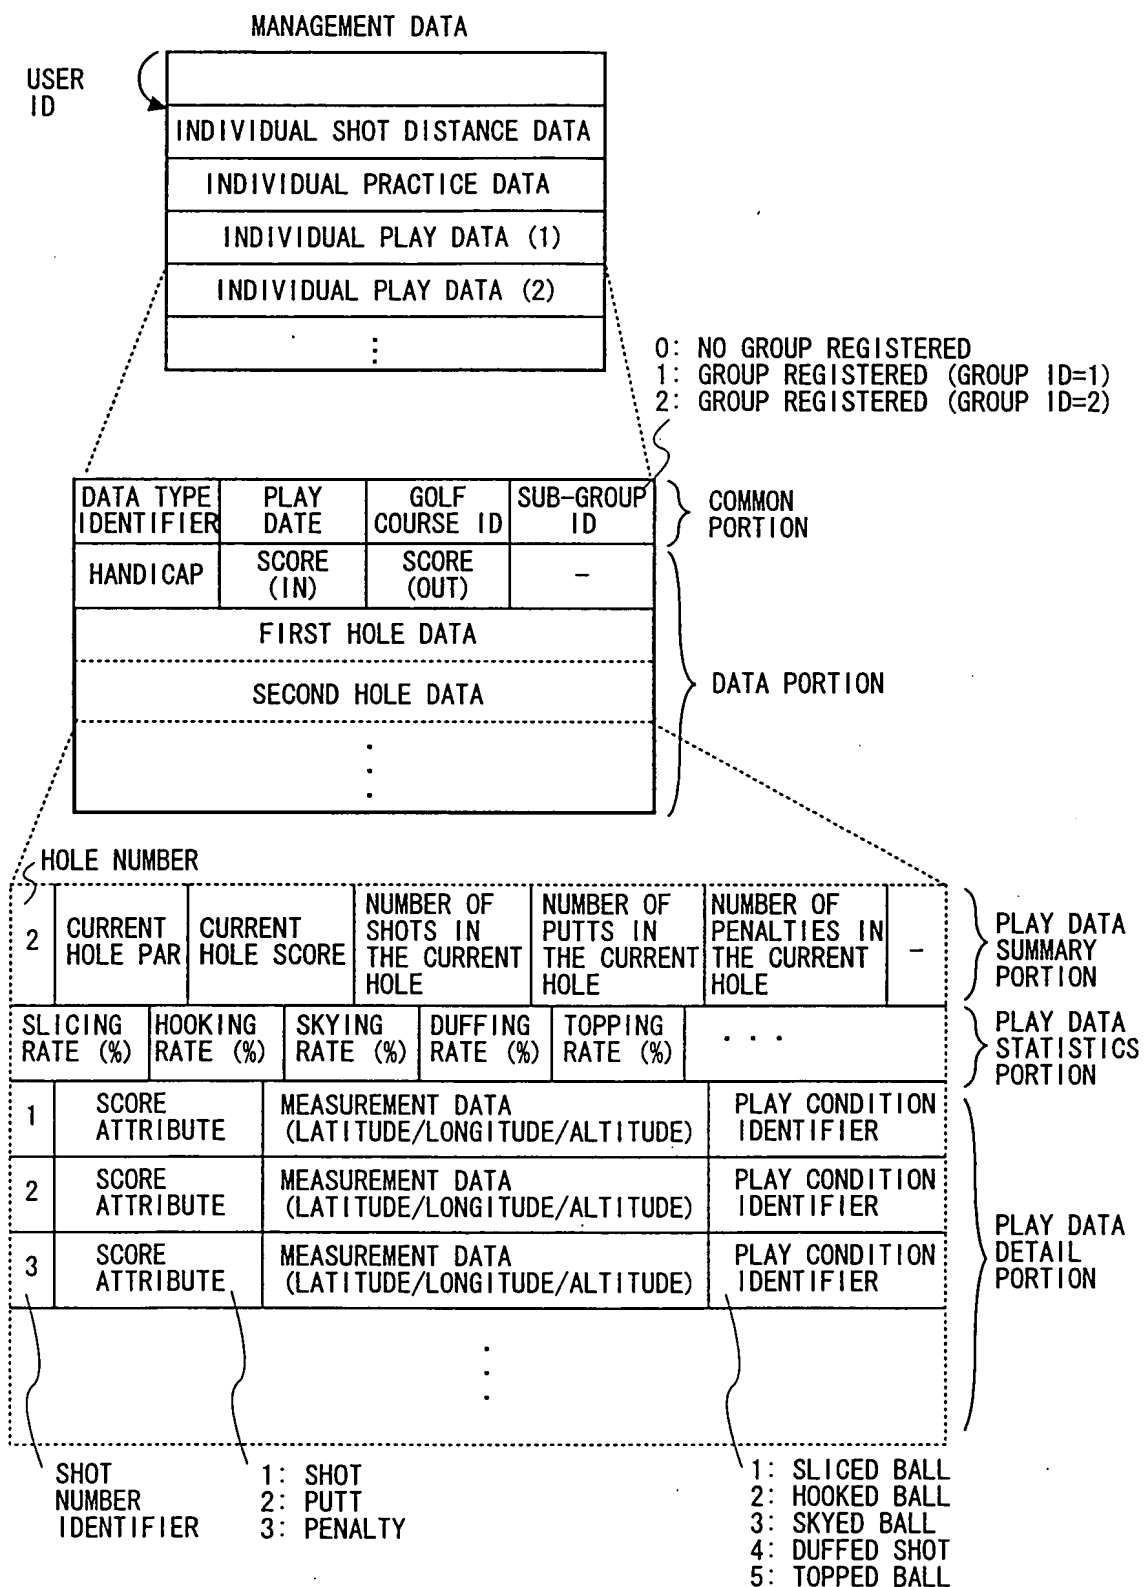 MANAGEMENT DATA
USER
ID
INDIVIDUAL SHOT DISTANCE DATA
INDIVIDUAL PRACTICE DATA
INDIVIDUAL PLAY DATA (1)
INDIVIDUAL PLAY DATA (2)
0: NO GROUP REGISTERED
1: GROUP REGISTERED (GROUP ID=1)
2: GROUP REGISTERED (GROUP ID=2)
DATA TYPE
IDENTIFIER
PLAY
DATE
GOLF
COURSE ID
SUB-GROUP
ID
COMMON
PORTION
HANDICAP
SCORE
(IN)
SCORE
(OUT)
-
FIRST HOLE DATA
SECOND HOLE DATA
DATA PORTION
HOLE NUMBER
2
CURRENT
HOLE PAR
CURRENT
HOLE SCORE
NUMBER OF
SHOTS IN
THE CURRENT
HOLE
NUMBER OF
PUTTS IN
THE CURRENT
HOLE
NUMBER OF
PENALTIES IN
THE CURRENT
HOLE
-
PLAY DATA
SUMMARY
PORTION
SLICING
RATE (%)
HOOKING
RATE (%)
SKYING
RATE (%)
DUFFING
RATE (%)
TOPPING
RATE (%)
...
PLAY DATA
STATISTICS
PORTION
1
SCORE
ATTRIBUTE
MEASUREMENT DATA
(LATITUDE/LONGITUDE/ALTITUDE)
PLAY CONDITION
IDENTIFIER
2
SCORE
ATTRIBUTE
MEASUREMENT DATA
(LATITUDE/LONGITUDE/ALTITUDE)
PLAY CONDITION
IDENTIFIER
3
SCORE
ATTRIBUTE
MEASUREMENT DATA
(LATITUDE/LONGITUDE/ALTITUDE)
PLAY CONDITION
IDENTIFIER
PLAY DATA
DETAIL
PORTION
SHOT
NUMBER
IDENTIFIER
1: SHOT
2: PUTT
3: PENALTY
1: SLICED BALL
2: HOOKED BALL
3: SKYED BALL
4: DUFFED SHOT
5: TOPPED BALL